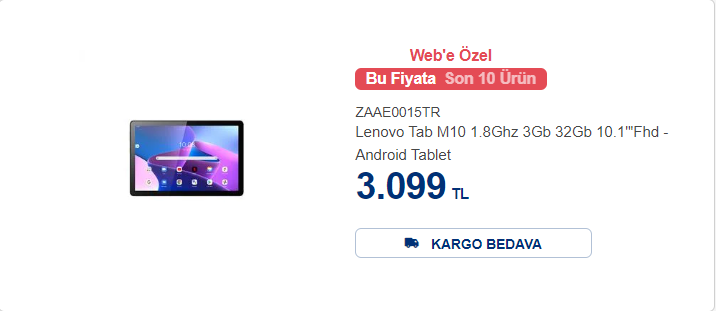 Web'e Özel
Bu Fiyata Son 10 Ürün
ZAAE0015TR
Lenovo Tab M10 1.8Ghz 3Gb 32Gb 10.1'"Fhd -
Android Tablet
3.099 TL
KARGO BEDAVA